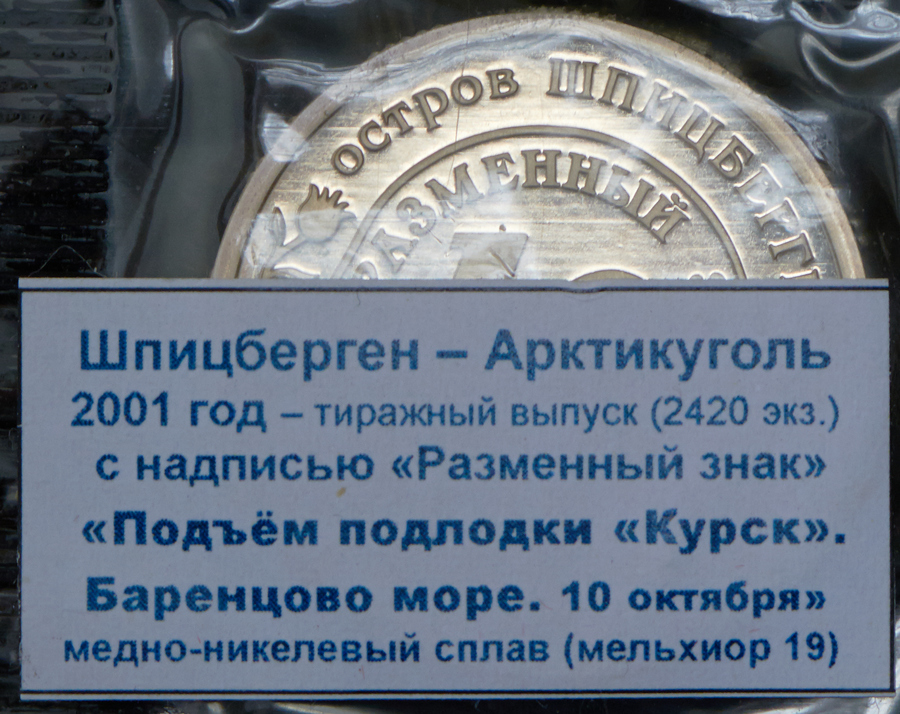 ОСТРОВ ШПИЦБЕРГЕН
РАЗМЕННЫЙ
Шпицберген – Арктикуголь
2001 год – тиражный выпуск (2420 экз.)
с надписью «Разменный знак»
«Подъём подлодки «Курск».
Баренцово море. 10 октября»
медно-никелевый сплав (мельхиор 19)